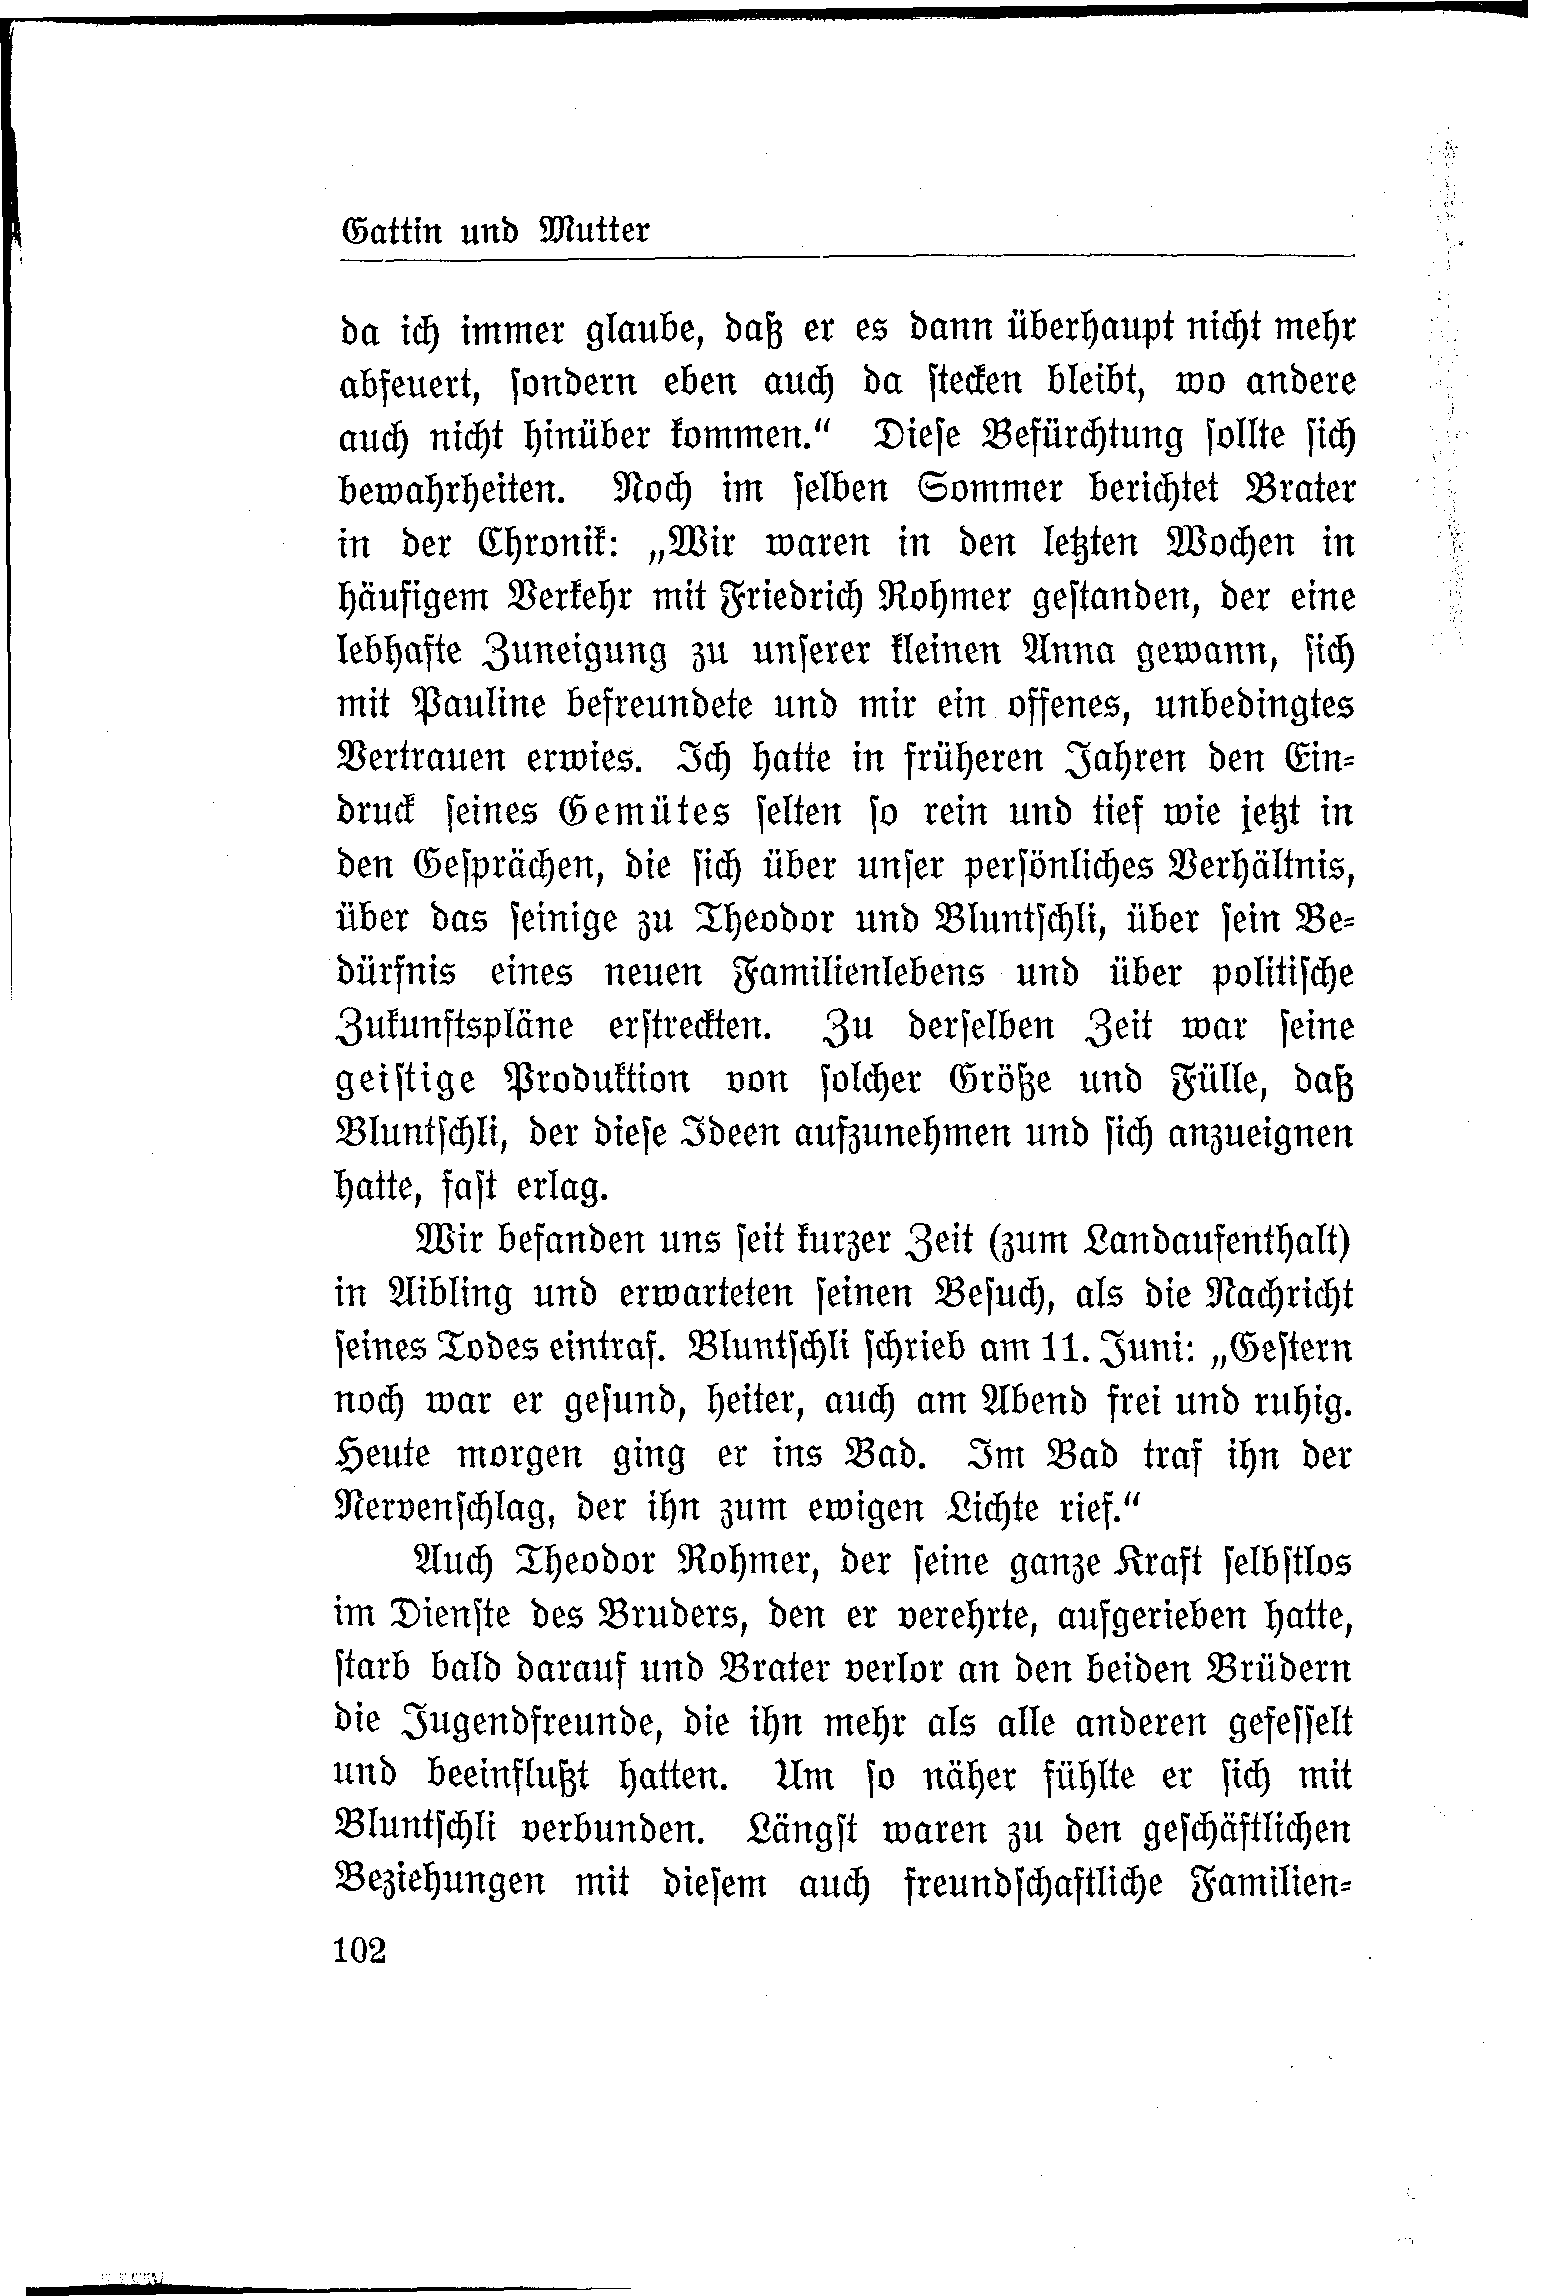 Gattin und Mutter
da ich immer glaube, daß er es dann überhaupt nicht mehr
abfeuert, sondern eben auch da stecken bleibt, wo andere
auch nicht hinüber kommen.“ Diese Befürchtung sollte sich
bewahrheiten. Noch im selben Sommer berichtet Brater
in der Chronik: „Wir waren in den letzten Wochen in
häufigem Verkehr mit Friedrich Rohmer gestanden, der eine
lebhafte Zuneigung zu unserer kleinen Anna gewann, sich
mit Pauline befreundete und mir ein offenes, unbedingtes
Vertrauen erwies. Ich hatte in früheren Jahren den Ein-
druck seines Gemütes selten so rein und tief wie jetzt in
den Gesprächen, die sich über unser persönliches Verhältnis,
über das seinige zu Theodor und Bluntschli, über sein Be-
dürfnis eines neuen Familienlebens und über politische
Zukunftspläne erstreckten. Zu derselben Zeit war seine
geistige Produktion von solcher Größe und Fülle, daß
Bluntschli, der diese Ideen aufzunehmen und sich anzueignen
hatte, fast erlag.
Wir befanden uns seit kurzer Zeit (zum Landaufenthalt)
in Aibling und erwarteten seinen Besuch, als die Nachricht
seines Todes eintraf. Bluntschli schrieb am 11. Juni: „Gestern
noch war er gesund, heiter, auch am Abend frei und ruhig.
Heute morgen ging er ins Bad. Im Bad traf ihn der
Nervenschlag, der ihn zum ewigen Lichte rief.“
Auch Theodor Rohmer, der seine ganze Kraft selbstlos
im Dienste des Bruders, den er verehrte, aufgerieben hatte,
starb bald darauf und Brater verlor an den beiden Brüdern
die Jugendfreunde, die ihn mehr als alle anderen gefesselt
und beeinflußt hatten. Um so näher fühlte er sich mit
Bluntschli verbunden. Längst waren zu den geschäftlichen
Beziehungen mit diesem auch freundschaftliche Familien-
102